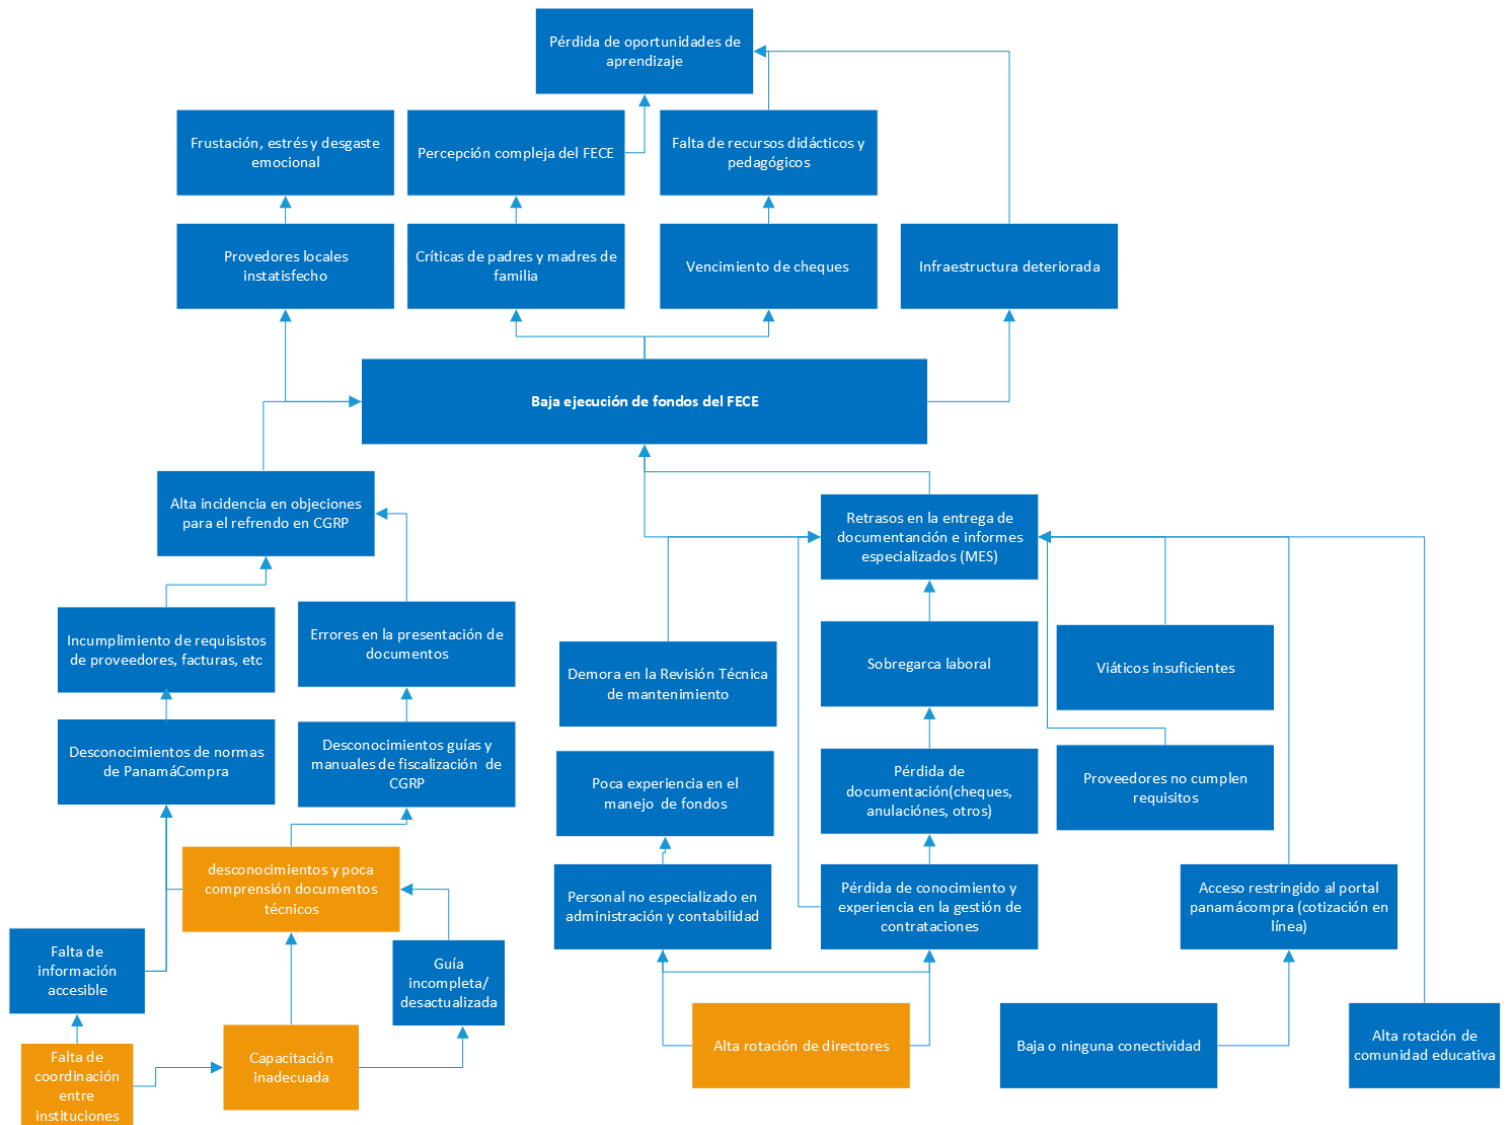 Pérdida de oportunidades de
aprendizaje
Frustación, estrés y desgaste
emocional
Percepción compleja del FECE
Falta de recursos didácticos y
pedagógicos
Provedores locales
instatisfecho
Críticas de padres y madres de
familia
Vencimiento de cheques
Infraestructura deteriorada
Baja ejecución de fondos del FECE
Alta incidencia en objeciones
para el refrendo en CGRP
Retrasos en la entrega de
documentanción e informes
especializados (MES)
Incumplimiento de requisistos
de proveedores, facturas, etc
Errores en la presentación de
documentos
Demora en la Revisión Técnica
de mantenimiento
Sobregarca laboral
Viáticos insuficientes
Desconocimientos de normas
de PanamáCompra
Desconocimientos guías y
manuales de fiscalización de
CGRP
Poca experiencia en el
manejo de fondos
Pérdida de
documentación(cheques,
anulaciónes, otros)
Proveedores no cumplen
requisitos
desconocimientos y poca
comprensión documentos
técnicos
Personal no especializado en
administración y contabilidad
Pérdida de conocimiento y
experiencia en la gestión de
contrataciones
Acceso restringido al portal
panamácompra (cotización en
línea)
Falta de
información
accesible
Guía
incompleta/
desactualizada
Falta de
coordinación
entre
instituciones
Capacitación
inadecuada
Alta rotación de directores
Baja o ninguna conectividad
Alta rotación de
comunidad educativa